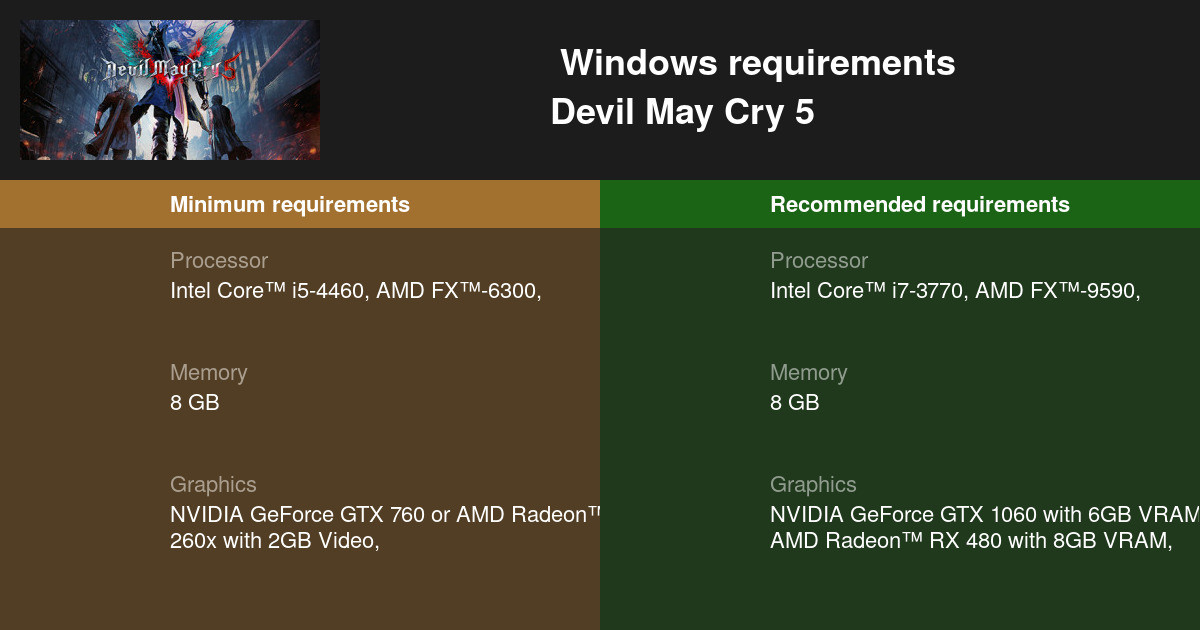 Devil May Cry 5
Windows requirements
Devil May Cry 5
Minimum requirements
Recommended requirements
Processor
Intel Core™ i5-4460, AMD FX™-6300,
Memory
8 GB
Graphics
NVIDIA GeForce GTX 760 or AMD Radeon™
260x with 2GB Video,
Processor
Intel Core™ i7-3770, AMD FX™-9590,
Memory
8 GB
Graphics
NVIDIA GeForce GTX 1060 with 6GB VRAM
AMD Radeon™ RX 480 with 8GB VRAM,